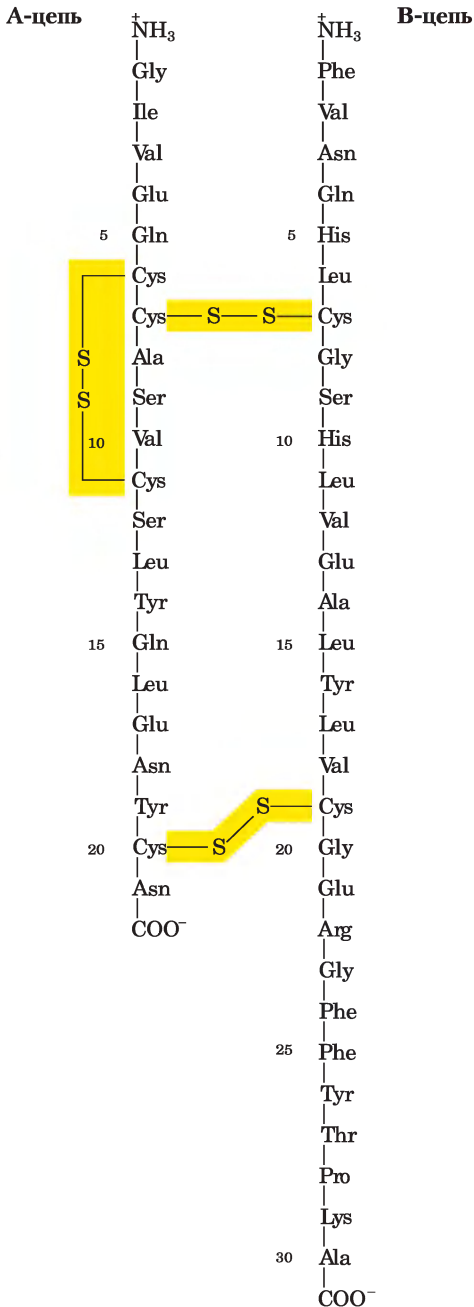 А-цепь В-цепь
+ +
NH3 NH3
Gly Phe
Ile Val
Val Asn
Glu Gln
5 Gln 5 His
Cys Leu
Cys S S Cys
S Ala Gly
S Ser Ser
10 Val 10 His
Cys Leu
Ser Val
Leu Glu
Tyr Ala
15 Gln 15 Leu
Leu Tyr
Glu Leu
Asn Val
Tyr S Cys
20 Cys S 20 Gly
Asn Glu
COO− Arg
Gly
Phe
25 Phe
Tyr
Thr
Pro
Lys
30 Ala
COO−